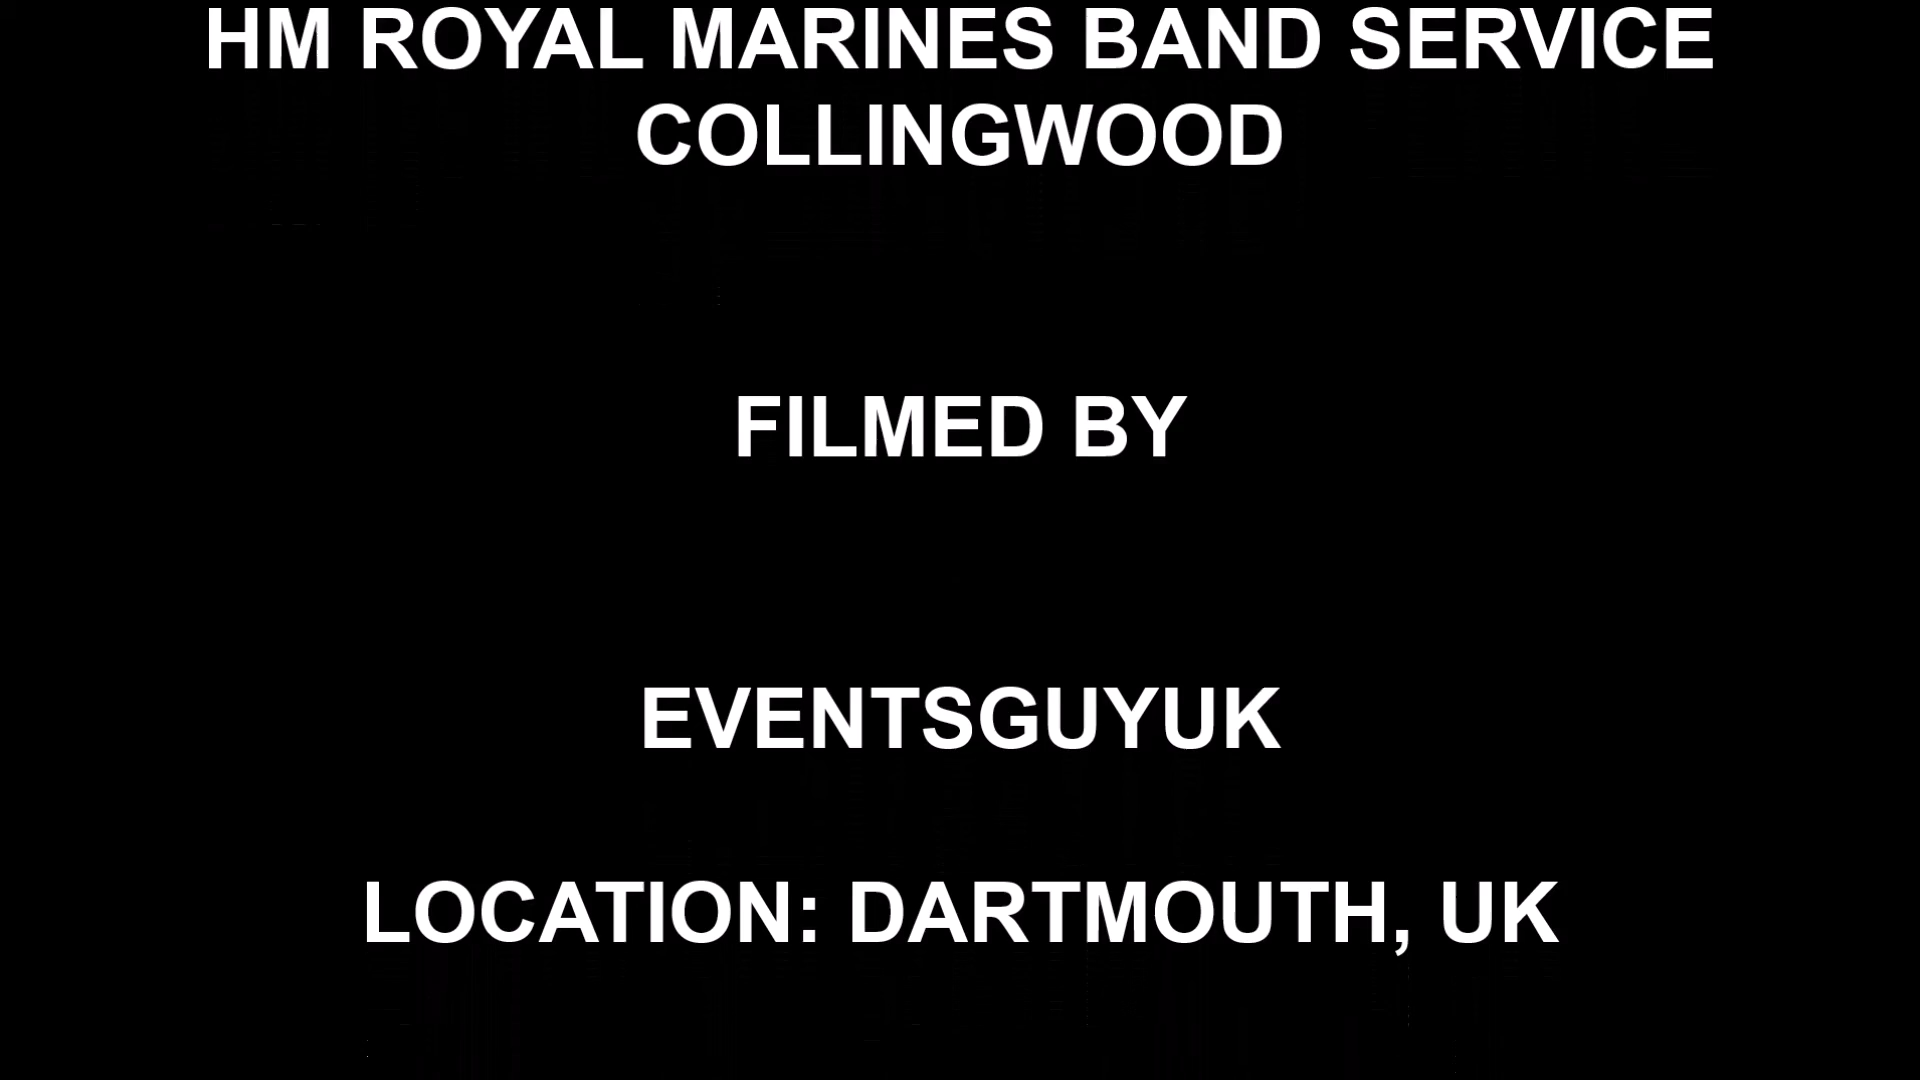 HM ROYAL MARINES BAND SERVICE
COLLINGWOOD
FILMED BY
EVENTSGUYUK
LOCATION: DARTMOUTH, UK